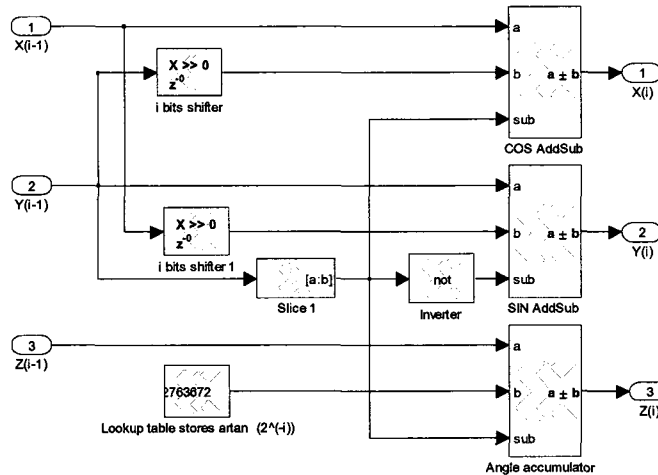 1
X(i-1)
X >> 0
z^-0
i bits shifter
a
b
a ± b
sub
COS AddSub
1
X(i)
2
Y(i-1)
X >> 0
z^-0
i bits shifter 1
[a:b]
Slice 1
not
Inverter
a
b
a ± b
sub
SIN AddSub
2
Y(i)
3
Z(i-1)
2763672
Lookup table stores artan (2^(-i))
a
b
a ± b
sub
Angle accumulator
3
Z(i)